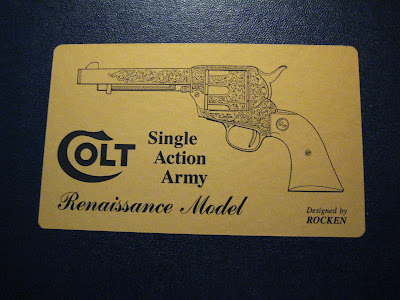 COLT
Single
Action
Army
Renaissance Model
Designed by
ROCKEN